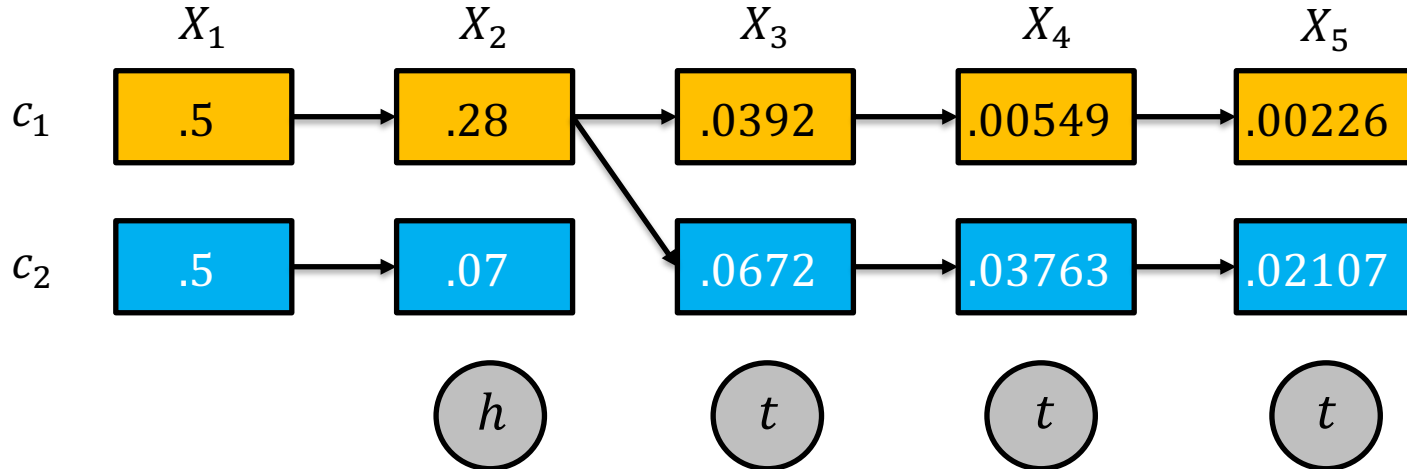 X₁ X₂ X₃ X₄ X₅
c₁ .5 .28 .0392 .00549 .00226
c₂ .5 .07 .0672 .03763 .02107
h t t t